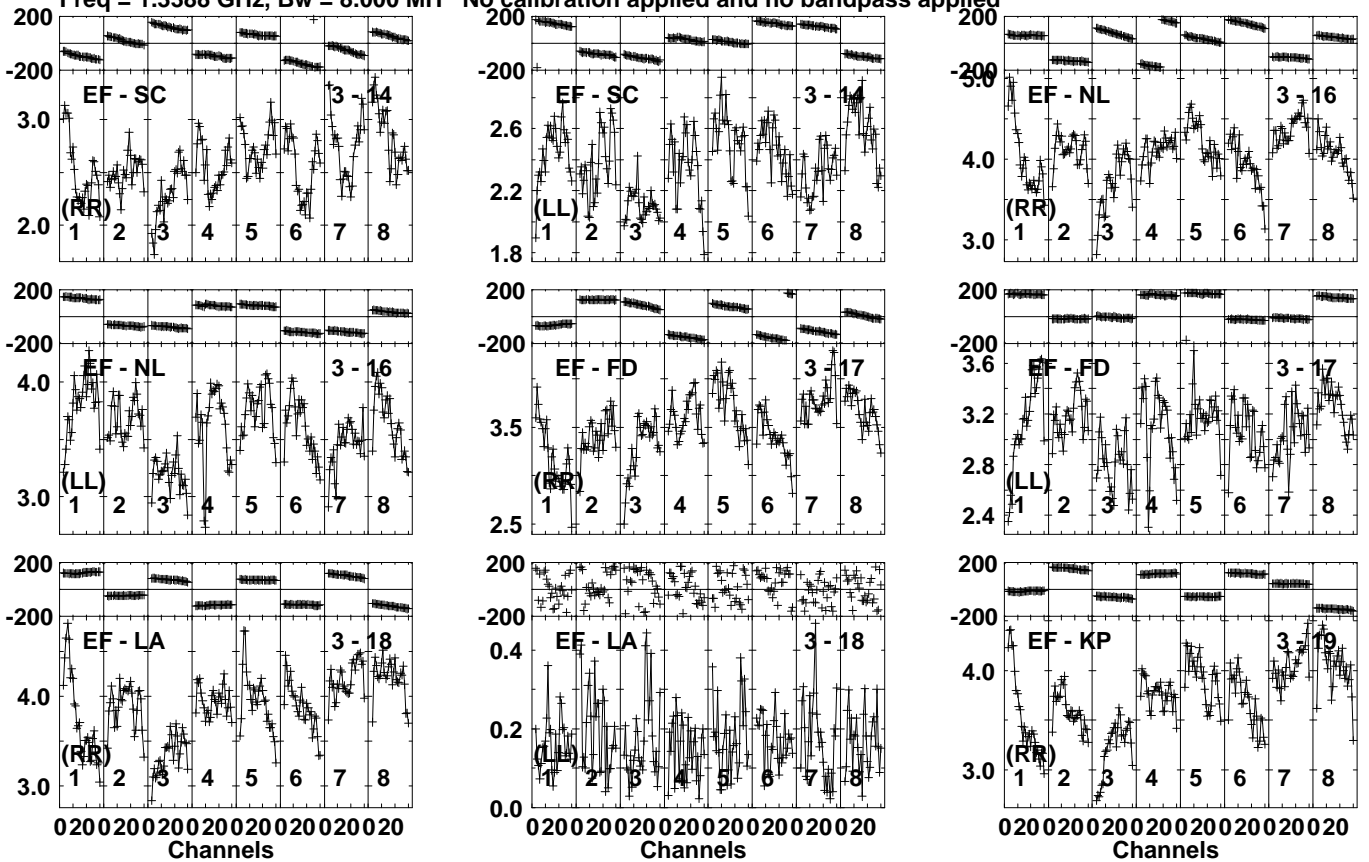 Freq = 1.5388 GHz, Bw = 8.000 MH No calibration applied and no bandpass applied
200 200 200
-200 -200 -200
EF - SC 3 - 14 EF - SC 3 - 14 5.0 EF - NL 3 - 16
3.0 2.6 4.0
2.2
(RR) (LL) (RR)
2.0 1 2 3 4 5 6 7 8 1.8 1 2 3 4 5 6 7 8 3.0 1 2 3 4 5 6 7 8
200 200 200
-200 -200 -200
EF - NL 3 - 16 EF - FD 3 - 17 3.6 EF - FD 3 - 17
4.0 3.5 3.2
2.8
(LL) (RR) (LL)
3.0 1 2 3 4 5 6 7 8 2.5 1 2 3 4 5 6 7 8 2.4 1 2 3 4 5 6 7 8
200 200 200
-200 -200 -200
EF - LA 3 - 18 0.4 EF - LA 3 - 18 EF - KP 3 - 19
4.0 0.2 4.0
(RR) (LL) (RR)
3.0 1 2 3 4 5 6 7 8 0.0 1 2 3 4 5 6 7 8 3.0 1 2 3 4 5 6 7 8
0 20 0 20 0 20 0 20 0 20 0 20 0 20 0 20 0 20 0 20 0 20 0 20 0 20 0 20 0 20 0 20 0 20 0 20 0 20 0 20 0 20 0 20 0 20 0 20
Channels Channels Channels